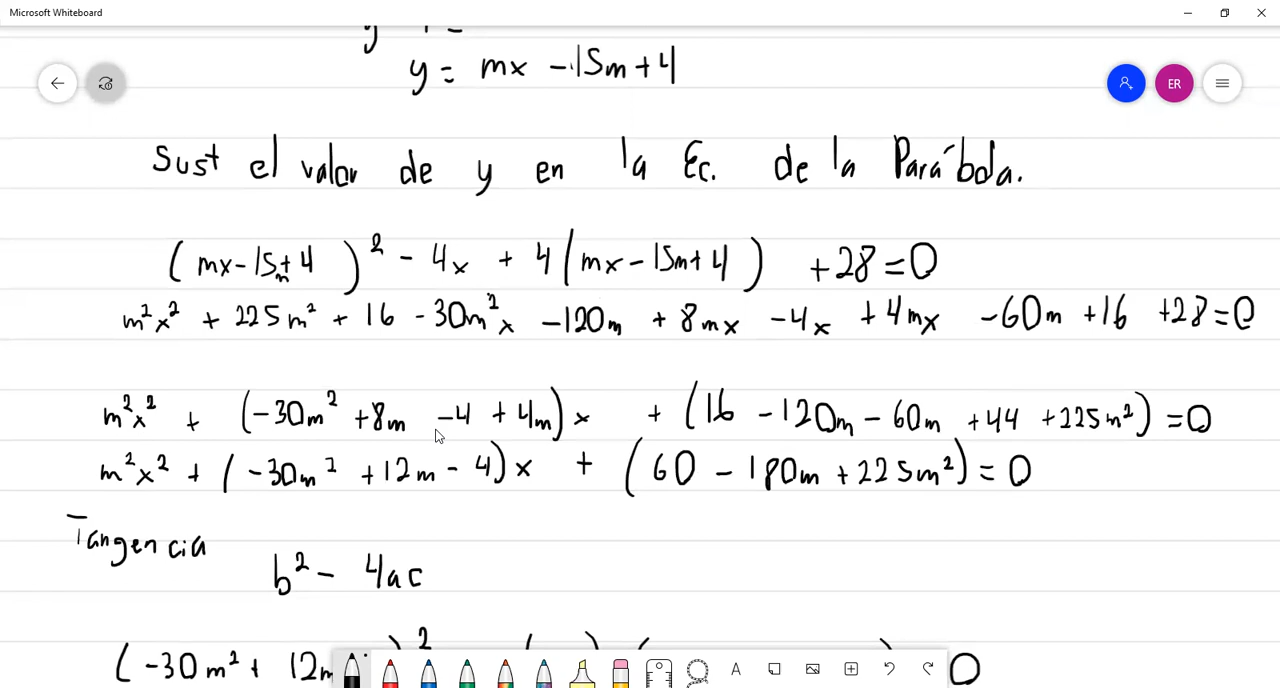 Microsoft Whiteboard
y = mx - 15m + 4
ER
Sust el valor de y en la Ec. de la Parábola.
(mx - 15m + 4)² - 4x + 4(mx - 15m + 4) + 28 = 0
m²x² + 225m² + 16 - 30m²x - 120m + 8mx - 4x + 4mx - 60m + 16 + 28 = 0
m²x² + (-30m² + 8m - 4 + 4m)x + (16 - 120m - 60m + 44 + 225m²) = 0
m²x² + (-30m² + 12m - 4)x + (60 - 180m + 225m²) = 0
Tangencia
b² - 4ac
(-30m² + 12m )² 0
A